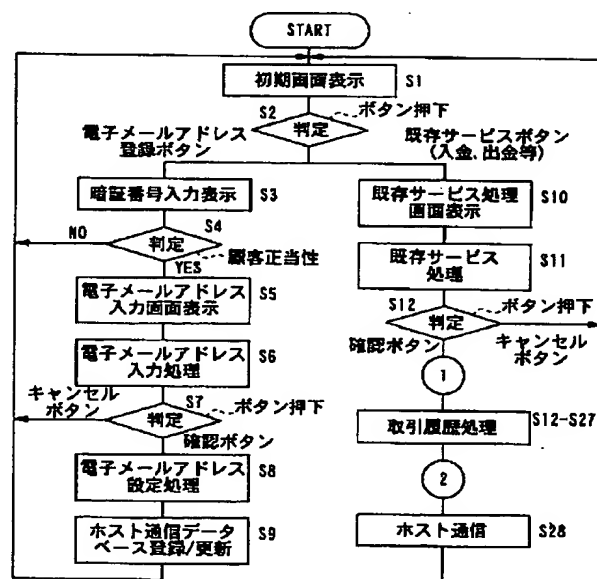 START
初期画面表示 S1
S2 ボタン押下
判定
電子メールアドレス
登録ボタン
既存サービスボタン
(入金、出金等)
暗証番号入力表示 S3
S4
NO 判定
顧客正当性
YES
電子メールアドレス
入力画面表示
S5
電子メールアドレス
入力処理
S6
キャンセル
ボタン
S7 ボタン押下
判定
確認ボタン
電子メールアドレス
設定処理
S8
ホスト通信データ
ベース登録/更新
S9
既存サービス処理
画面表示
S10
既存サービス
処理
S11
S12 ボタン押下
判定
確認ボタン
キャンセル
ボタン
1
取引履歴処理 S12-S27
2
ホスト通信 S28